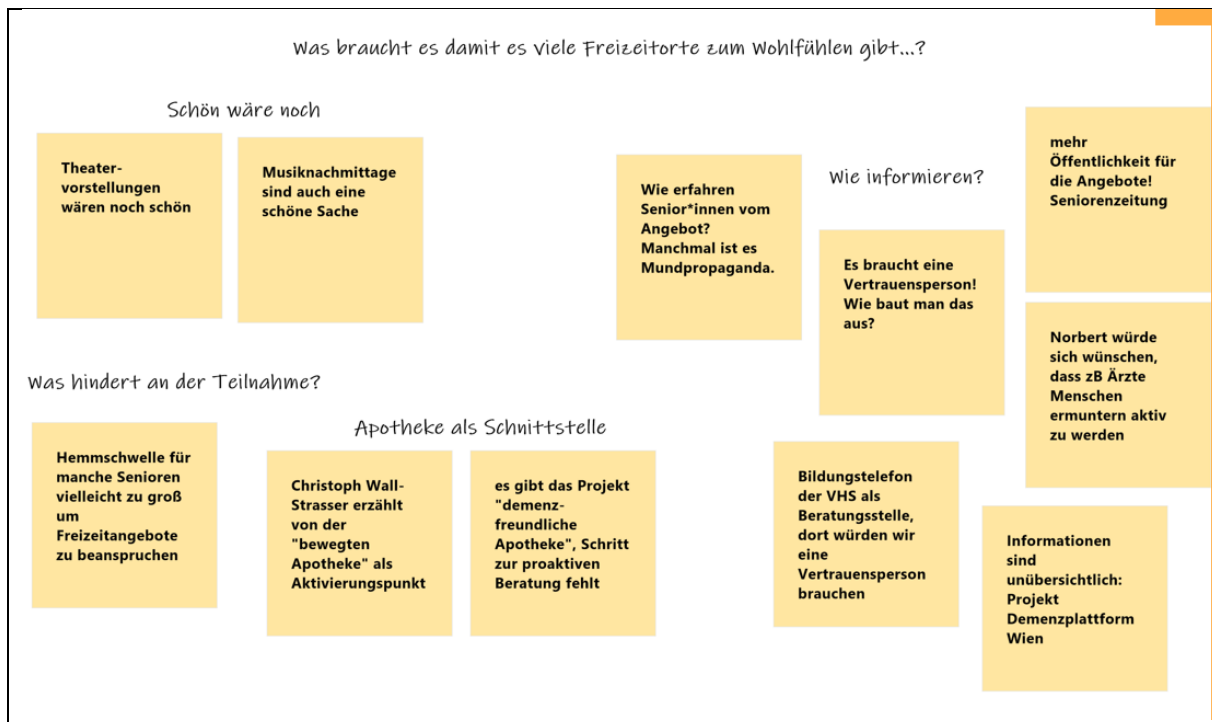 Was braucht es damit es viele Freizeitorte zum Wohlfühlen gibt...?
Schön wäre noch
Theater-
vorstellungen
wären noch schön
Musiknachmittage
sind auch eine
schöne Sache
Wie erfahren
Senior*innen vom
Angebot?
Manchmal ist es
Mundpropaganda.
Wie informieren?
Es braucht eine
Vertrauensperson!
Wie baut man das
aus?
mehr
Öffentlichkeit für
die Angebote!
Seniorenzeitung
Norbert würde
sich wünschen,
dass zB Ärzte
Menschen
ermuntern aktiv
zu werden
Was hindert an der Teilnahme?
Hemmschwelle für
manche Senioren
vielleicht zu groß
um
Freizeitangebote
zu beanspruchen
Apotheke als Schnittstelle
Christoph Wall-
Strasser erzählt
von der
"bewegten
Apotheke" als
Aktivierungspunkt
es gibt das Projekt
"demenz-
freundliche
Apotheke", Schritt
zur proaktiven
Beratung fehlt
Bildungstelefon
der VHS als
Beratungsstelle,
dort würden wir
eine
Vertrauensperson
brauchen
Informationen
sind
unübersichtlich:
Projekt
Demenzplattform
Wien